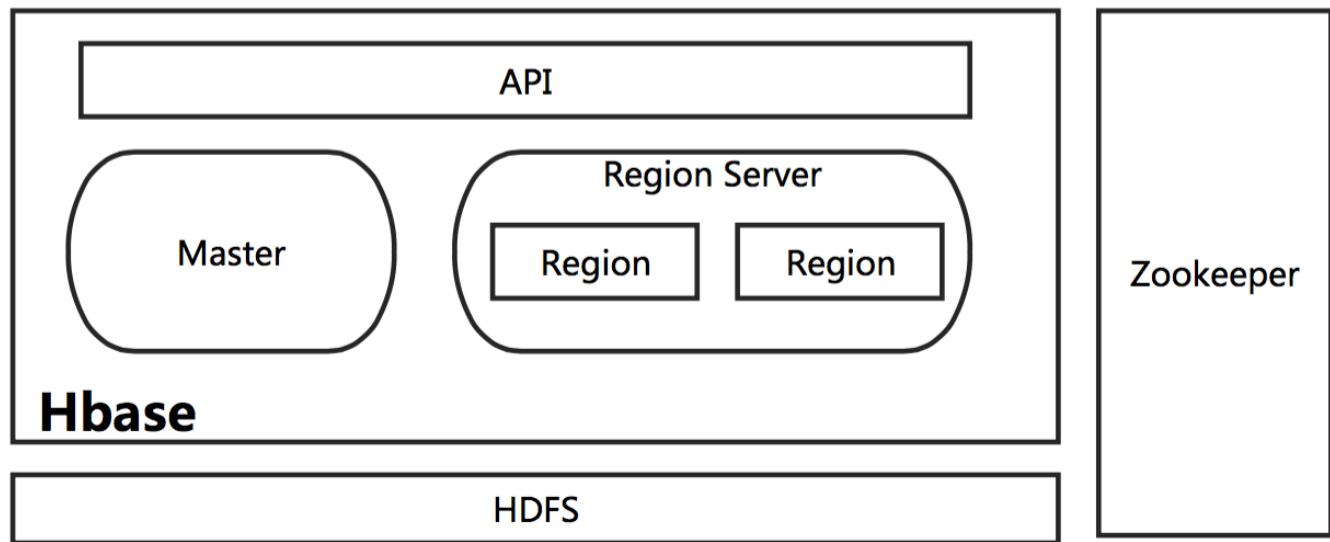 API
Region Server
Master
Region
Region
Zookeeper
Hbase
HDFS